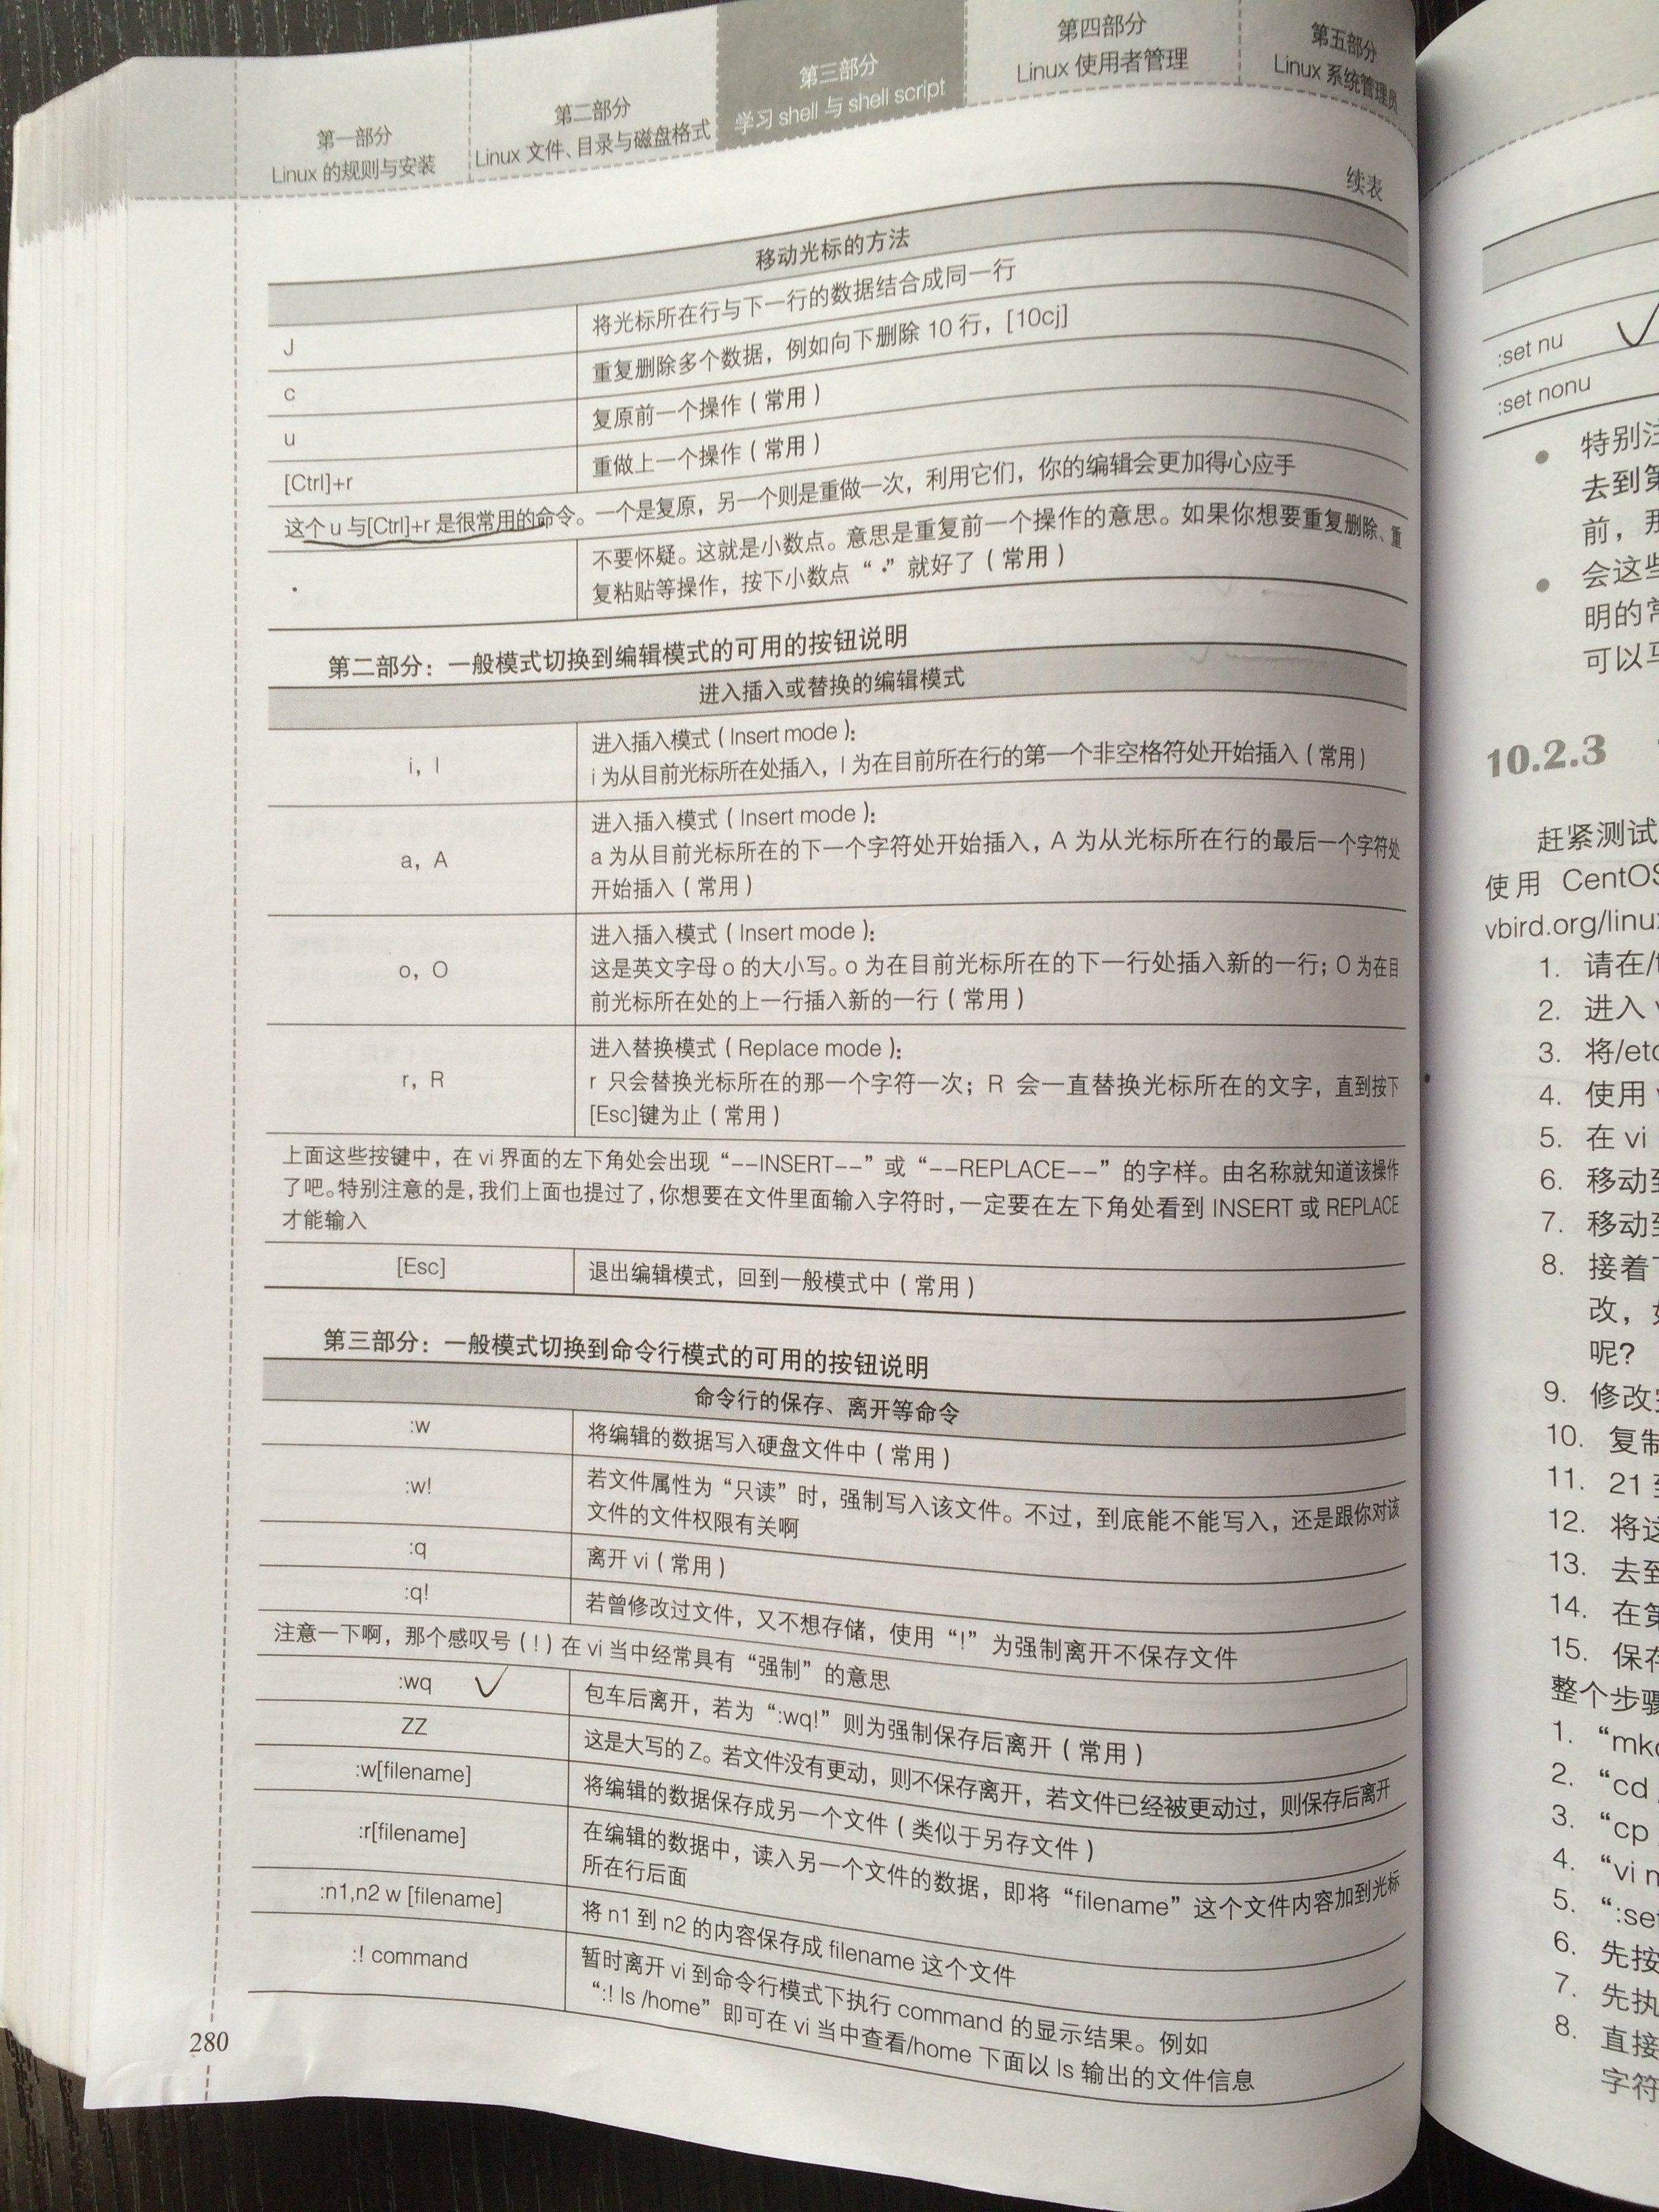 第一部分
Linux 的规则与安装
第二部分
Linux 文件、目录与磁盘格式
第三部分
学习 shell 与 shell script
第四部分
Linux 使用者管理
第五部分
Linux 系统管理员
续表
移动光标的方法
J
将光标所在行与下一行的数据结合成同一行
c
重复删除多个数据，例如向下删除 10 行，[10cj]
u
复原前一个操作（常用）
[Ctrl]+r
重做上一个操作（常用）
这个 u 与[Ctrl]+r 是很常用的命令。一个是复原，另一个则是重做一次，利用它们，你的编辑会更加得心应手
.
不要怀疑。这就是小数点。意思是重复前一个操作的意思。如果你想要重复删除、重
复粘贴等操作，按下小数点“.”就好了（常用）
第二部分：一般模式切换到编辑模式的可用的按钮说明
进入插入或替换的编辑模式
i，I
进入插入模式（Insert mode）：
i 为从目前光标所在处插入，I 为在目前所在行的第一个非空格符处开始插入（常用）
a，A
进入插入模式（Insert mode）：
a 为从目前光标所在的下一个字符处开始插入，A 为从光标所在行的最后一个字符处
开始插入（常用）
o，O
进入插入模式（Insert mode）：
这是英文字母 o 的大小写。o 为在目前光标所在的下一行处插入新的一行；O 为在目
前光标所在处的上一行插入新的一行（常用）
r，R
进入替换模式（Replace mode）：
r 只会替换光标所在的那一个字符一次；R 会一直替换光标所在的文字，直到按下
[Esc]键为止（常用）
上面这些按键中，在 vi 界面的左下角处会出现“--INSERT--”或“--REPLACE--”的字样。由名称就知道该操作
了吧。特别注意的是，我们上面也提过了，你想要在文件里面输入字符时，一定要在左下角处看到 INSERT 或 REPLACE
才能输入
[Esc]
退出编辑模式，回到一般模式中（常用）
第三部分：一般模式切换到命令行模式的可用的按钮说明
命令行的保存、离开等命令
:w
将编辑的数据写入硬盘文件中（常用）
:w!
若文件属性为“只读”时，强制写入该文件。不过，到底能不能写入，还是跟你对该
文件的文件权限有关啊
:q
离开 vi（常用）
:q!
若曾修改过文件，又不想存储，使用“!”为强制离开不保存文件
注意一下啊，那个感叹号（!）在 vi 当中经常具有“强制”的意思
:wq
包车后离开，若为“:wq!”则为强制保存后离开（常用）
ZZ
这是大写的 Z。若文件没有更动，则不保存离开，若文件已经被更动过，则保存后离开
:w[filename]
将编辑的数据保存成另一个文件（类似于另存文件）
:r[filename]
在编辑的数据中，读入另一个文件的数据，即将“filename”这个文件内容加到光标
所在行后面
:n1,n2 w [filename]
将 n1 到 n2 的内容保存成 filename 这个文件
:! command
暂时离开 vi 到命令行模式下执行 command 的显示结果。例如
“:! ls /home”即可在 vi 当中查看/home 下面以 ls 输出的文件信息
280
:set nu
:set nonu
特别
去到
前，
会这些
明的
可以
10.2.3
赶紧测试
使用 CentOS
vbird.org/linux
1. 请在/
2. 进入
3. 将/etc
4. 使用
5. 在 vi
6. 移动
7. 移动
8. 接着
改，
呢？
9. 修改
10. 复制
11. 21
12. 将这
13. 去到
14. 在第
15. 保存
整个步骤
1. “mk
2. “cd
3. “cp
4. “vi
5. “:set
6. 先按
7. 先执
8. 直接
字符